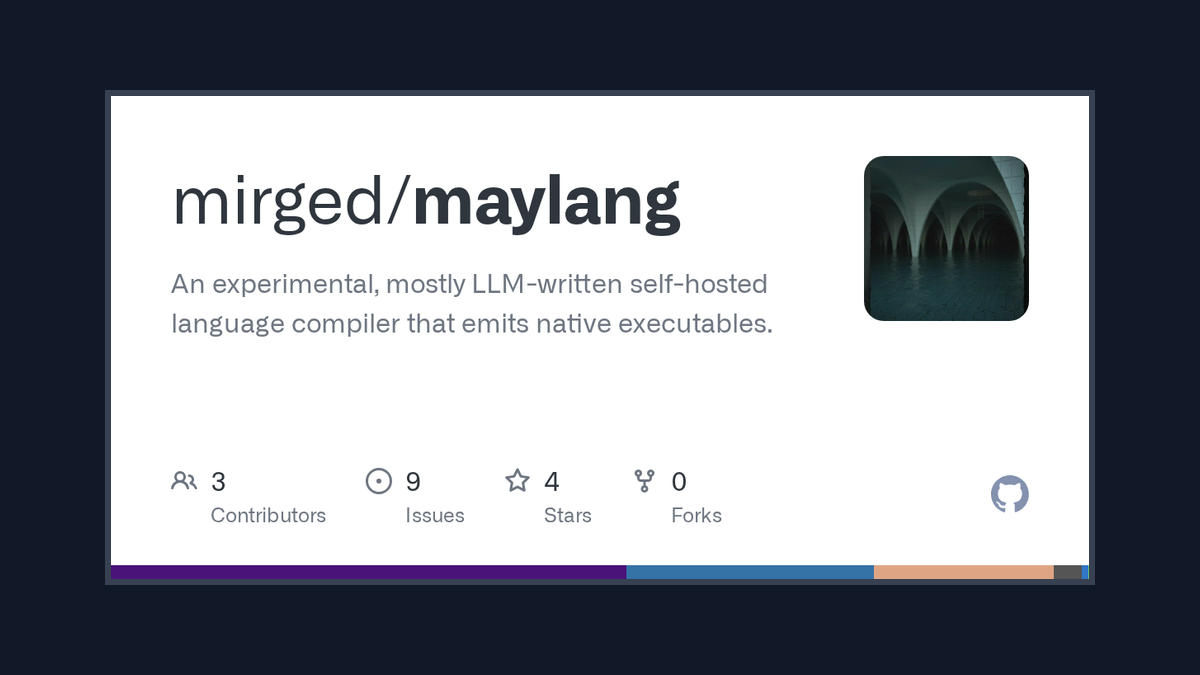 mirged/maylang
An experimental, mostly LLM-written self-hosted
language compiler that emits native executables.
3
Contributors
9
Issues
4
Stars
0
Forks